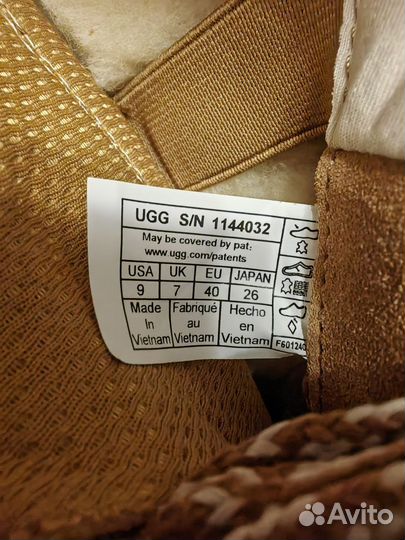 UGG S/N 1144032
May be covered by pat:
www.ugg.com/patents
USA UK EU JAPAN
9 7 40 26
Made In Vietnam
Fabriqué au Vietnam
Hecho en Vietnam
F601240
Avito